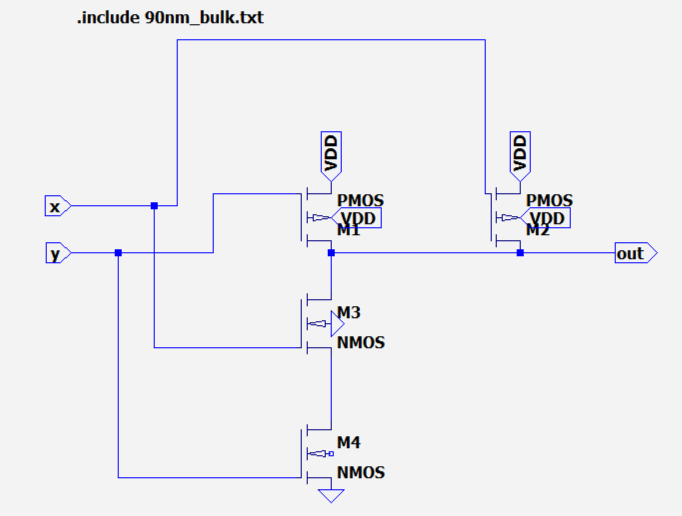 .include 90nm_bulk.txt
VDD
VDD
x
PMOS
VDD
M1
PMOS
VDD
M2
y
out
M3
NMOS
M4
NMOS